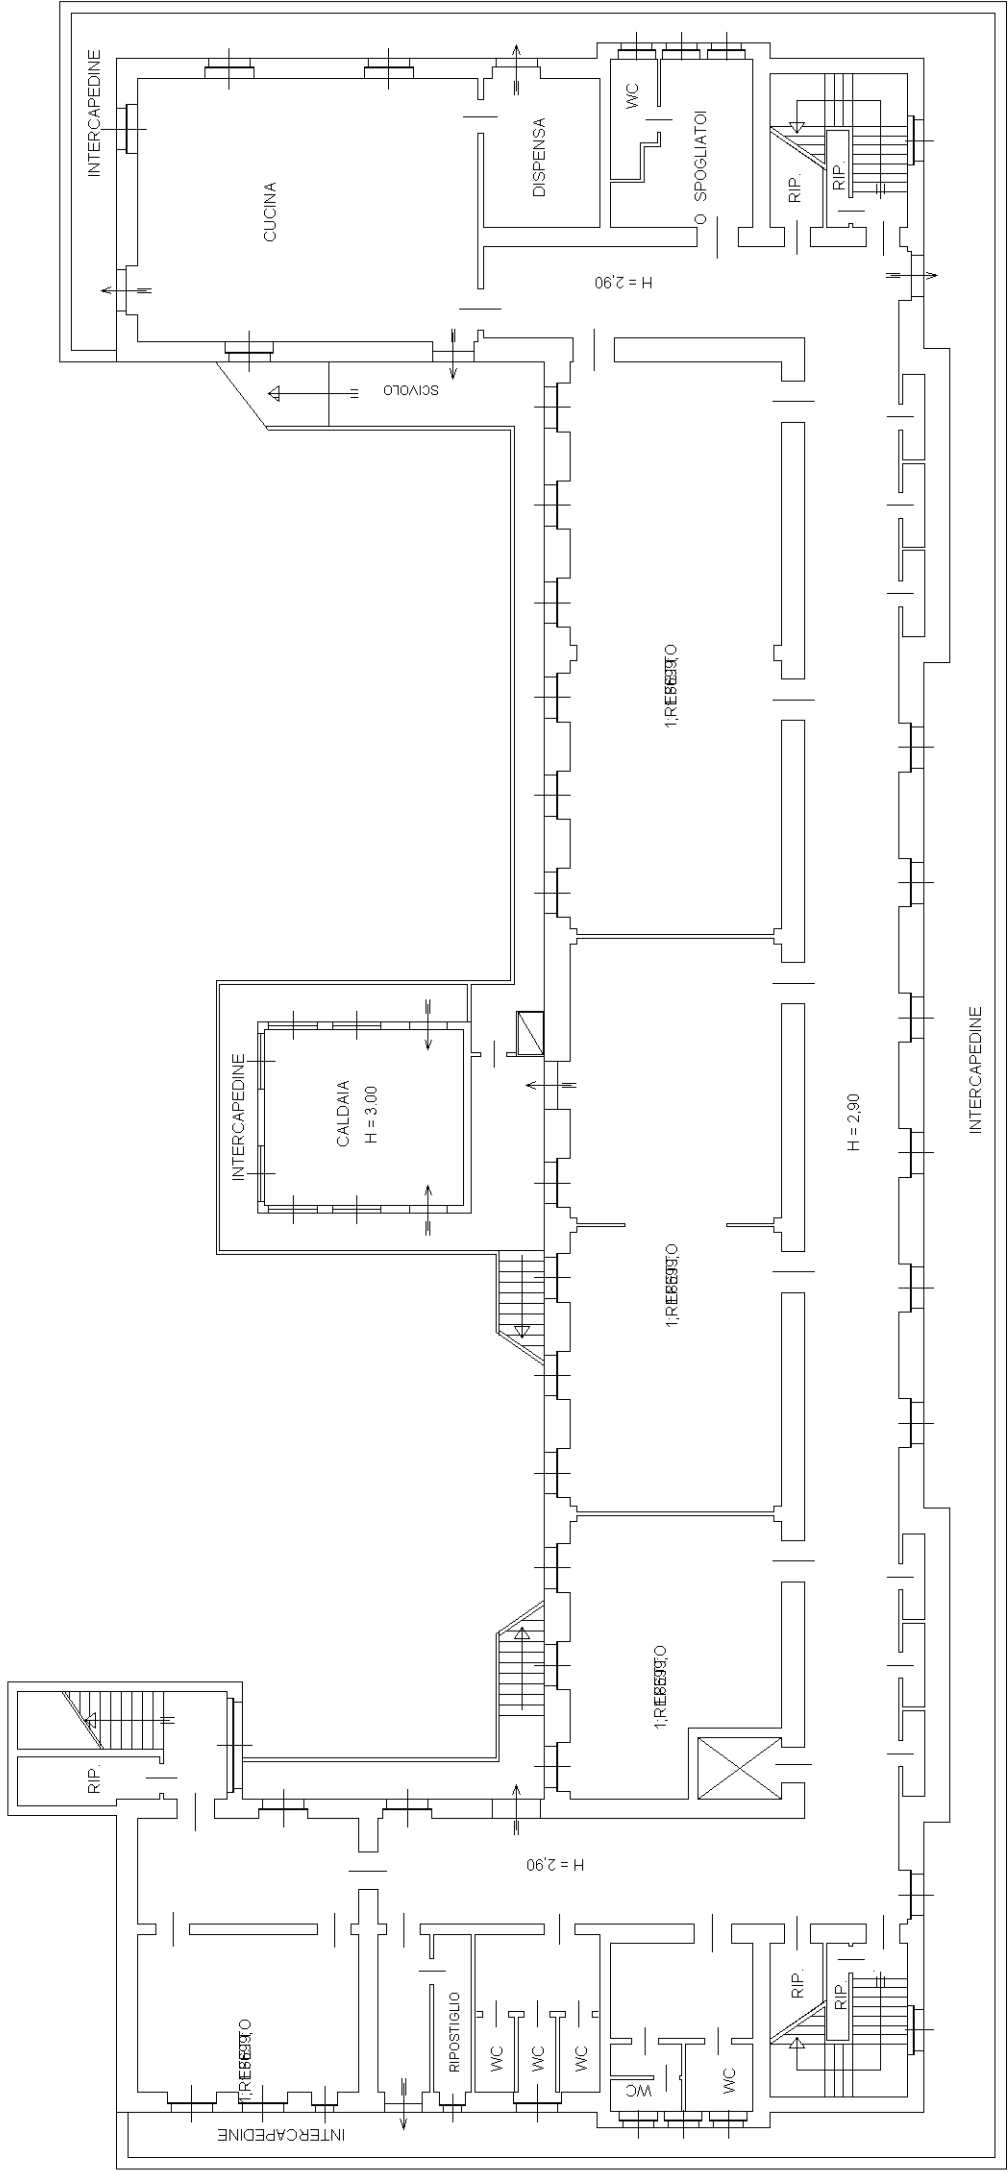 INTERCAPEDINE
WC
CUCINA
DISPENSA
O SPOGLIATOI
RIP.
RIP.
H = 2,90
SCIVOLO
INTERCAPEDINE
CALDAIA
H = 3.00
INTERCAPEDINE
H = 2,90
RIP.
H = 2,90
RIPOSTIGLIO
WC
WC
WC
RIP.
RIP.
WC
WC
INTERCAPEDINE